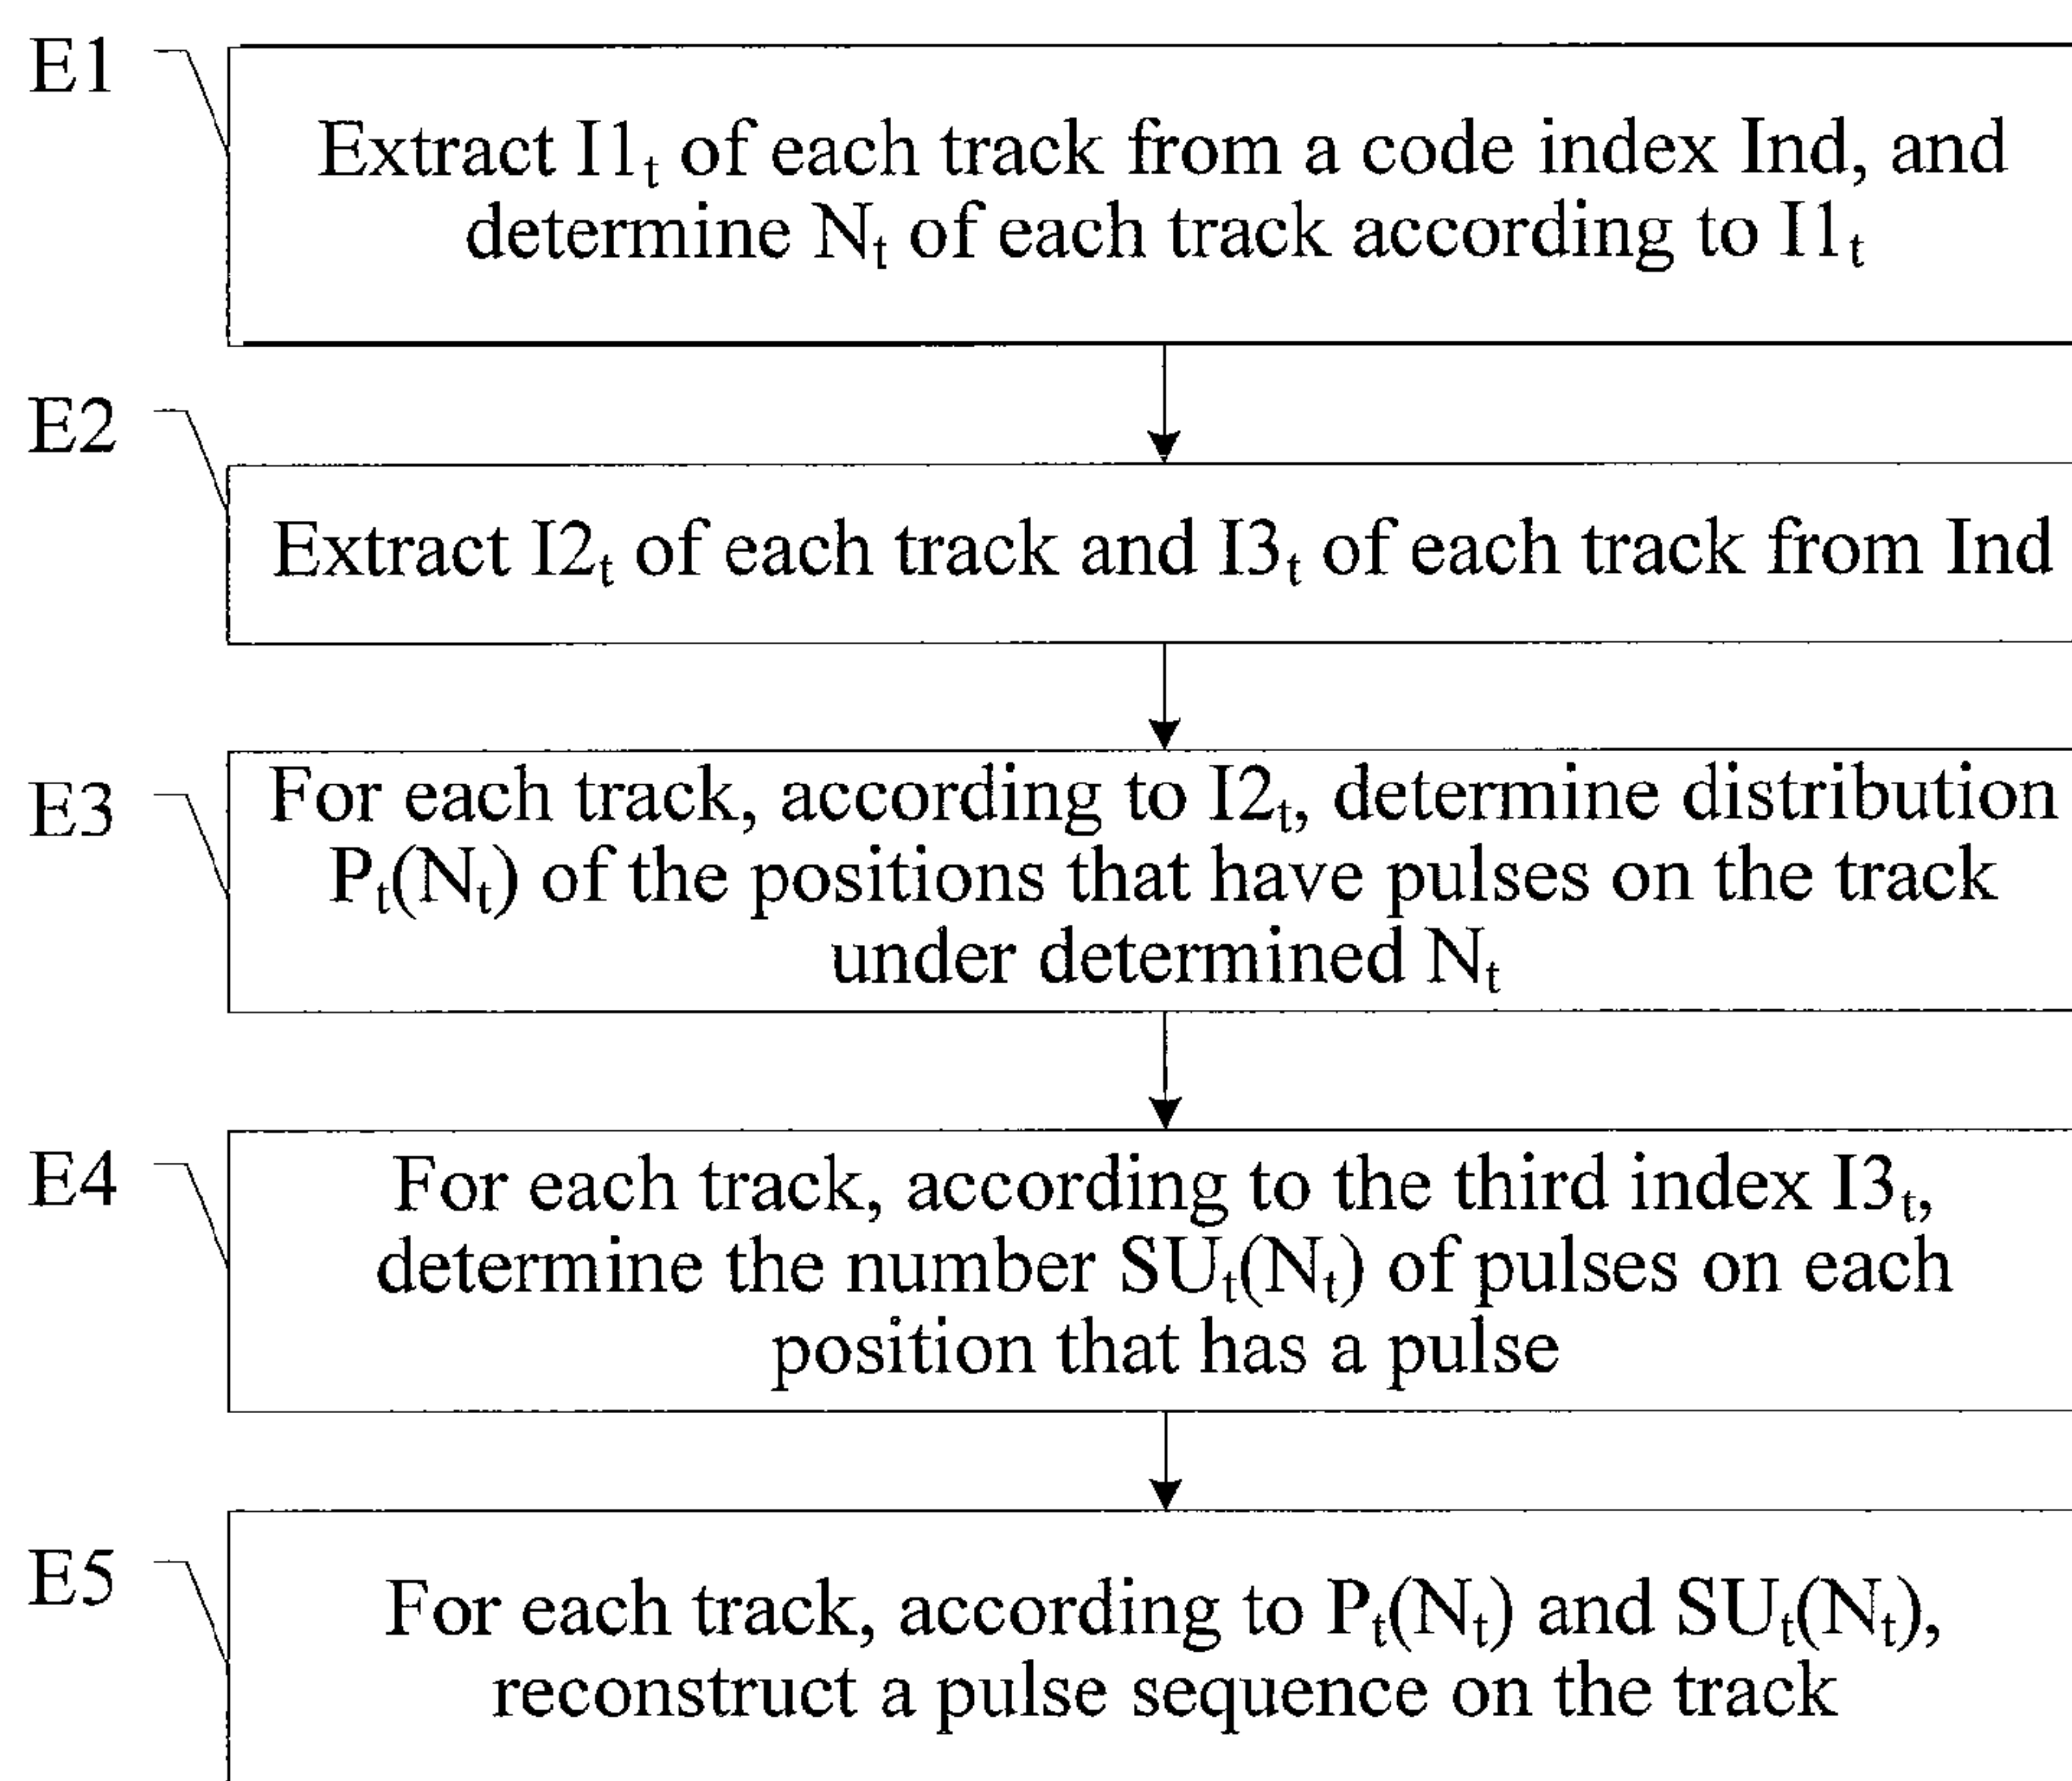 E1
Extract I1ₜ of each track from a code index Ind, and
determine Nₜ of each track according to I1ₜ
E2
Extract I2ₜ of each track and I3ₜ of each track from Ind
E3
For each track, according to I2ₜ, determine distribution
Pₜ(Nₜ) of the positions that have pulses on the track
under determined Nₜ
E4
For each track, according to the third index I3ₜ,
determine the number SUₜ(Nₜ) of pulses on each
position that has a pulse
E5
For each track, according to Pₜ(Nₜ) and SUₜ(Nₜ),
reconstruct a pulse sequence on the track